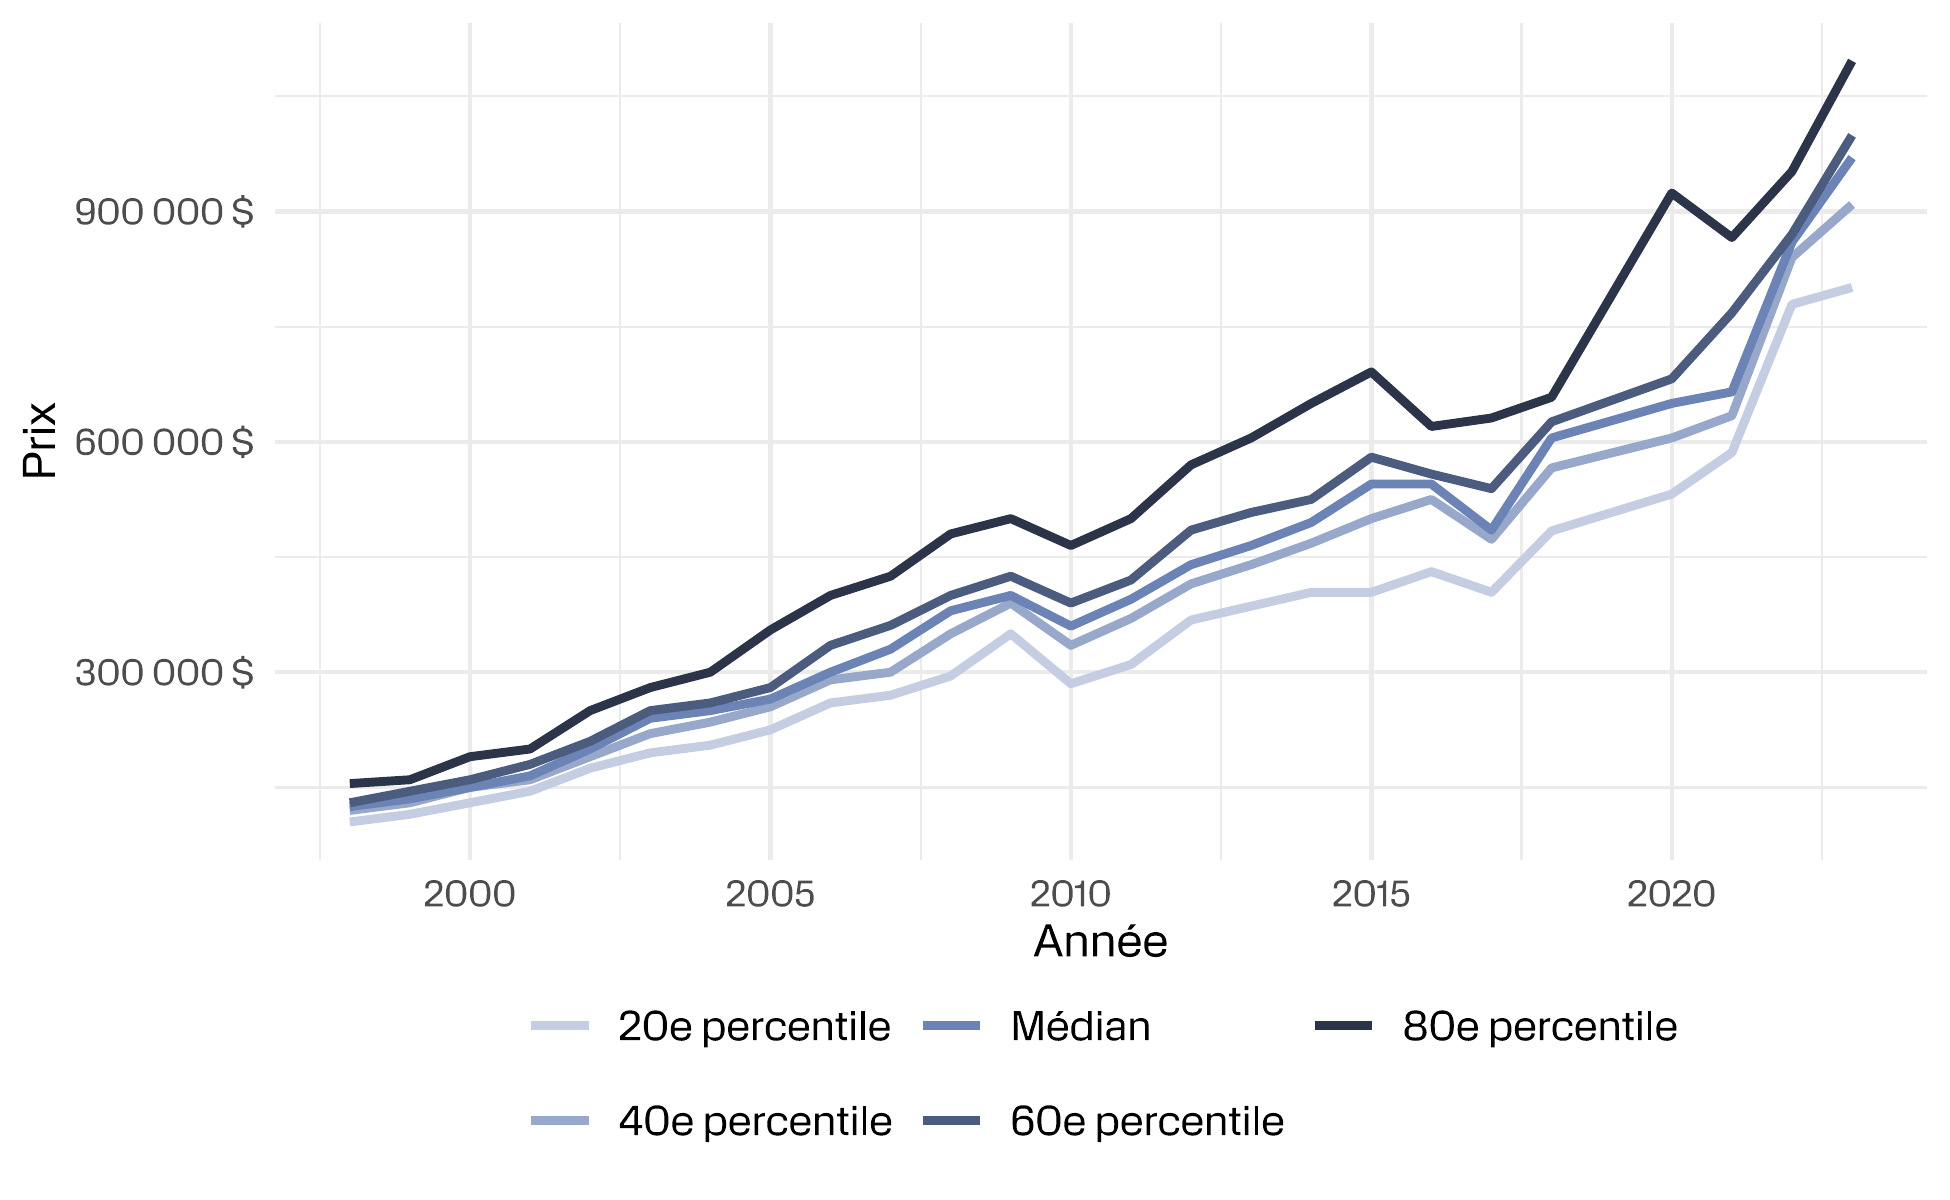 900 000 $
600 000 $
300 000 $
Prix
2000 2005 2010 2015 2020
Année
20e percentile Médian 80e percentile
40e percentile 60e percentile